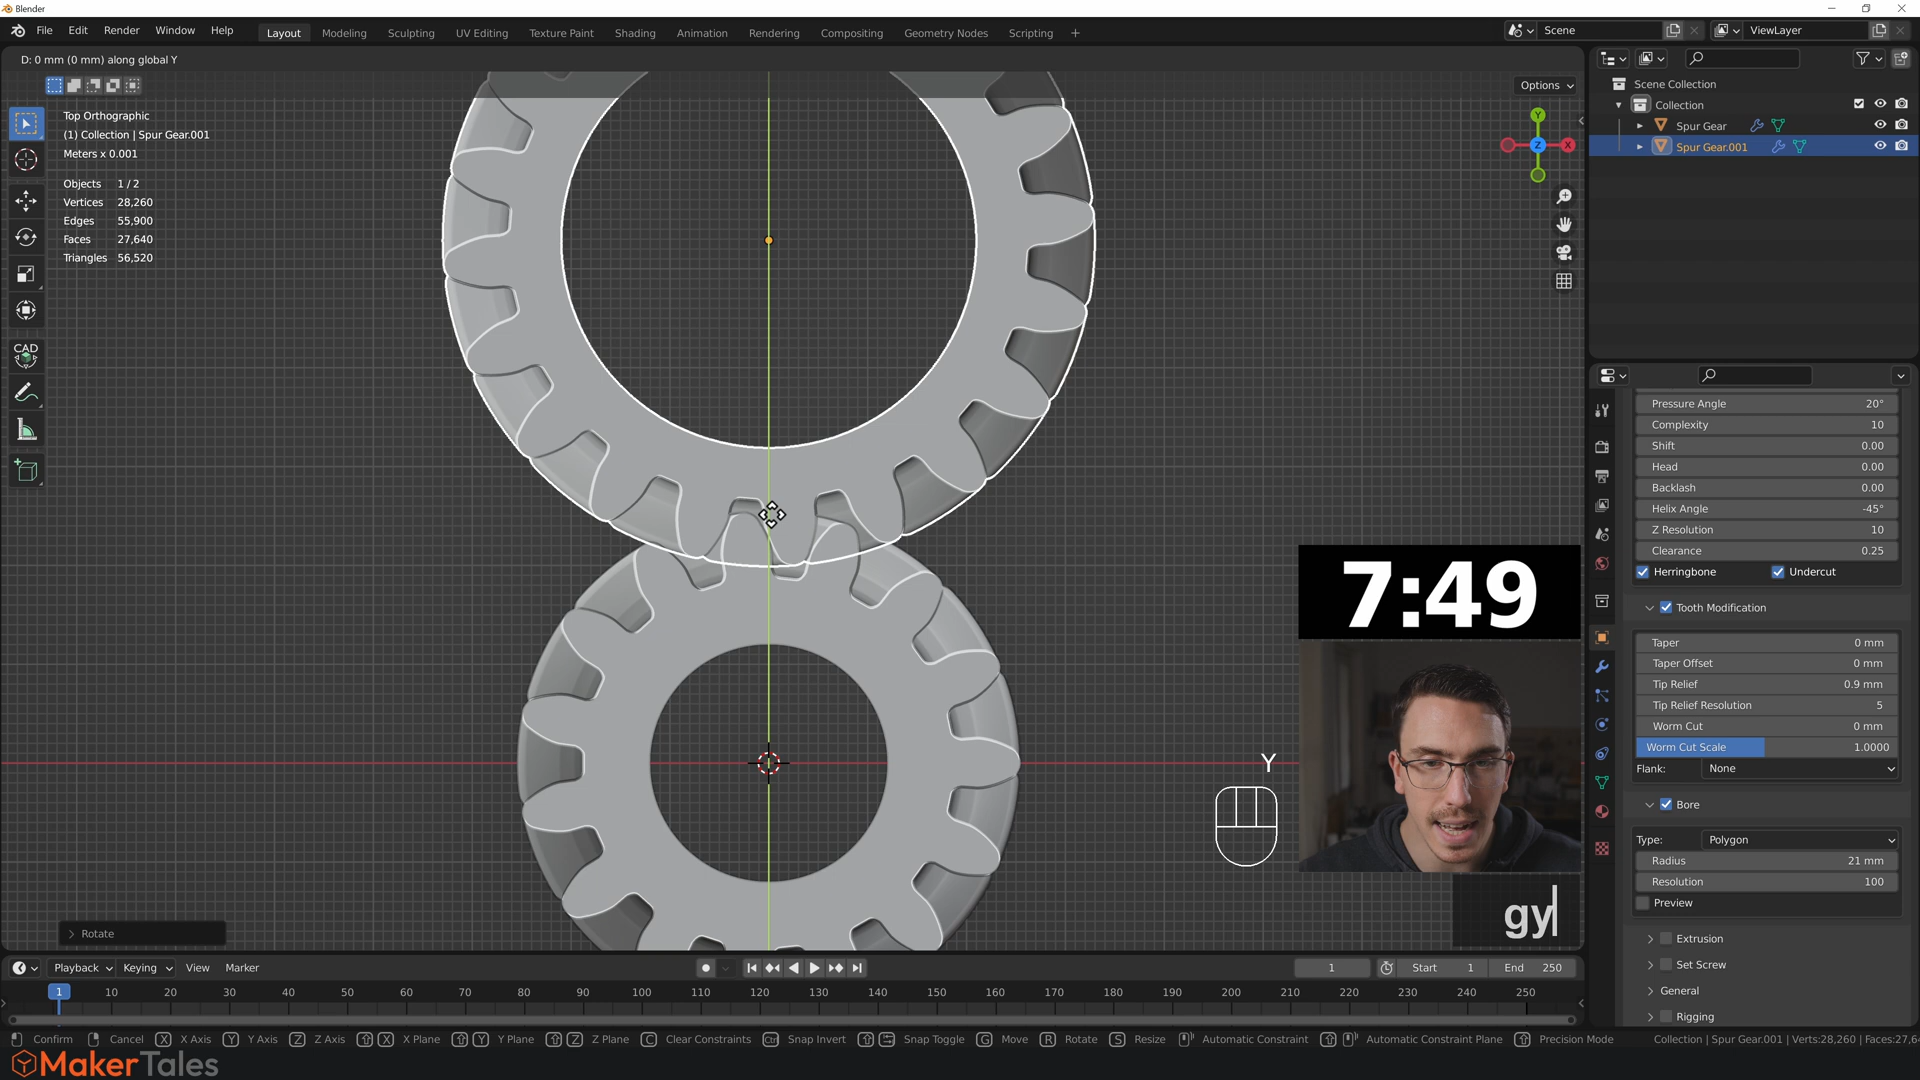 Blender
File Edit Render Window Help
Layout Modeling Sculpting UV Editing Texture Paint Shading Animation Rendering Compositing Geometry Nodes Scripting +
Scene
ViewLayer
D: 0 mm (0 mm) along global Y
Options
Top Orthographic
(1) Collection | Spur Gear.001
Meters x 0.001
Objects 1 / 2
Vertices 28,260
Edges 55,900
Faces 27,640
Triangles 56,520
CAD
Y
X
Z
Scene Collection
Collection
Spur Gear
Spur Gear.001
Pressure Angle 20°
Complexity 10
Shift 0.00
Head 0.00
Backlash 0.00
Helix Angle -45°
Z Resolution 10
Clearance 0.25
Herringbone Undercut
Tooth Modification
Taper 0 mm
Taper Offset 0 mm
Tip Relief 0.9 mm
Tip Relief Resolution 5
Worm Cut 0 mm
Worm Cut Scale 1.0000
Flank: None
Bore
Type: Polygon
Radius 21 mm
Resolution 100
Preview
Extrusion
Set Screw
General
Rigging
7:49
Y
gy
Rotate
Playback Keying View Marker
1 Start 1 End 250
1 10 20 30 40 50 60 70 80 90 100 110 120 130 140 150 160 170 180 190 200 210 220 230 240 250
Confirm Cancel X X Axis Y Y Axis Z Z Axis X X Plane Y Y Plane Z Z Plane C Clear Constraints Ctrl Snap Invert Snap Toggle G Move R Rotate S Resize Automatic Constraint Automatic Constraint Plane Precision Mode Collection | Spur Gear.001 | Verts:28,260 | Faces:27,6
MakerTales